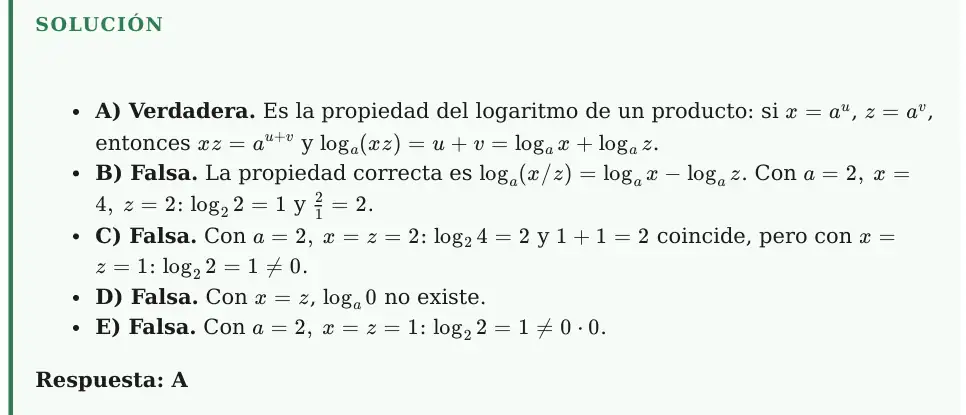 SOLUCIÓN
• A) Verdadera. Es la propiedad del logaritmo de un producto: si x = a^u, z = a^v,
entonces xz = a^{u+v} y log_a(xz) = u + v = log_a x + log_a z.
• B) Falsa. La propiedad correcta es log_a(x/z) = log_a x − log_a z. Con a = 2, x =
4, z = 2: log_2 2 = 1 y \frac{2}{1} = 2.
• C) Falsa. Con a = 2, x = z = 2: log_2 4 = 2 y 1 + 1 = 2 coincide, pero con x =
z = 1: log_2 2 = 1 ≠ 0.
• D) Falsa. Con x = z, log_a 0 no existe.
• E) Falsa. Con a = 2, x = z = 1: log_2 2 = 1 ≠ 0 · 0.
Respuesta: A